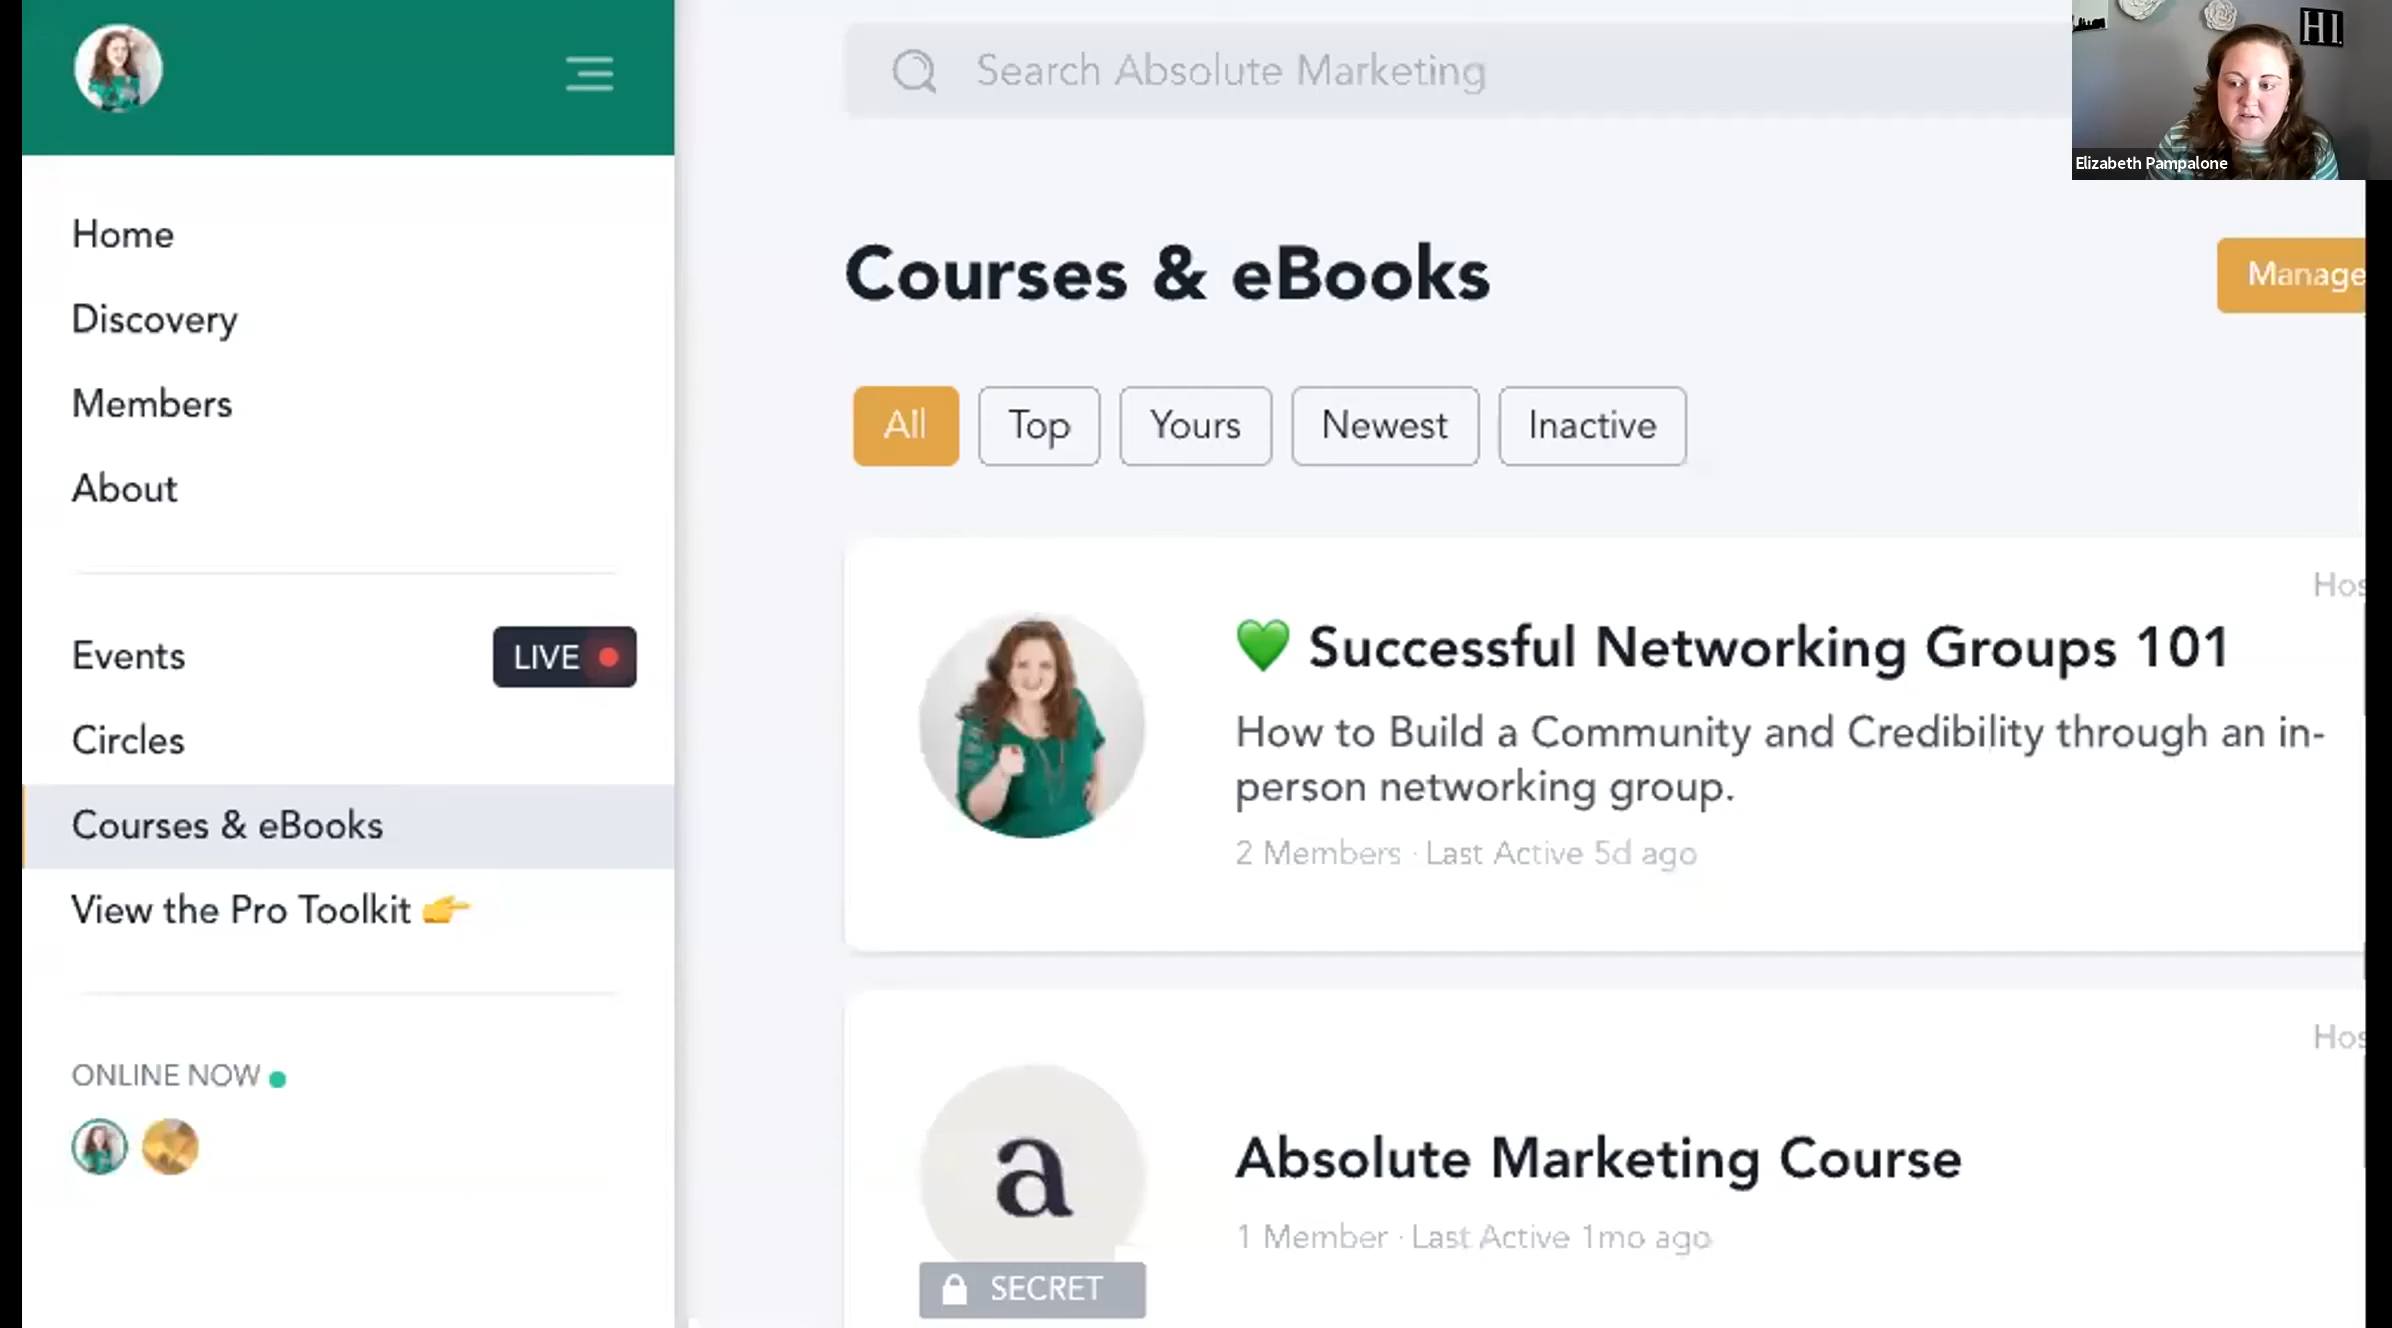 Search Absolute Marketing
HI.
Elizabeth Pampalone
Home
Discovery
Members
About
Events
LIVE
Circles
Courses & eBooks
View the Pro Toolkit 👉
ONLINE NOW
Courses & eBooks
Manage
All
Top
Yours
Newest
Inactive
Hos
💚 Successful Networking Groups 101
How to Build a Community and Credibility through an in-
person networking group.
2 Members · Last Active 5d ago
Hos
a
SECRET
Absolute Marketing Course
1 Member · Last Active 1mo ago